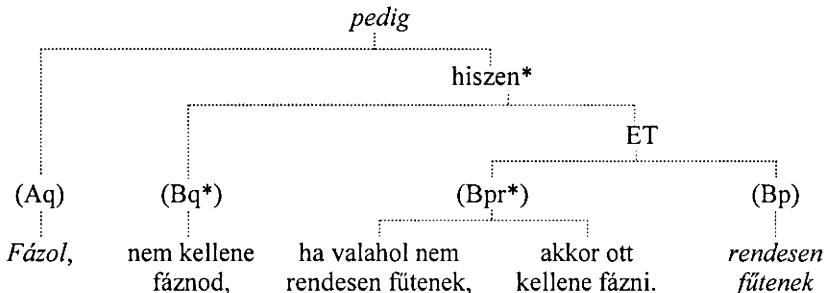 pedig
hiszen*
ET
(Aq) (Bq*) (Bpr*) (Bp)
Fázol, nem kellene ha valahol nem akkor ott rendesen
fáznod, rendesen fűtenek, kellene fázni. fűtenek